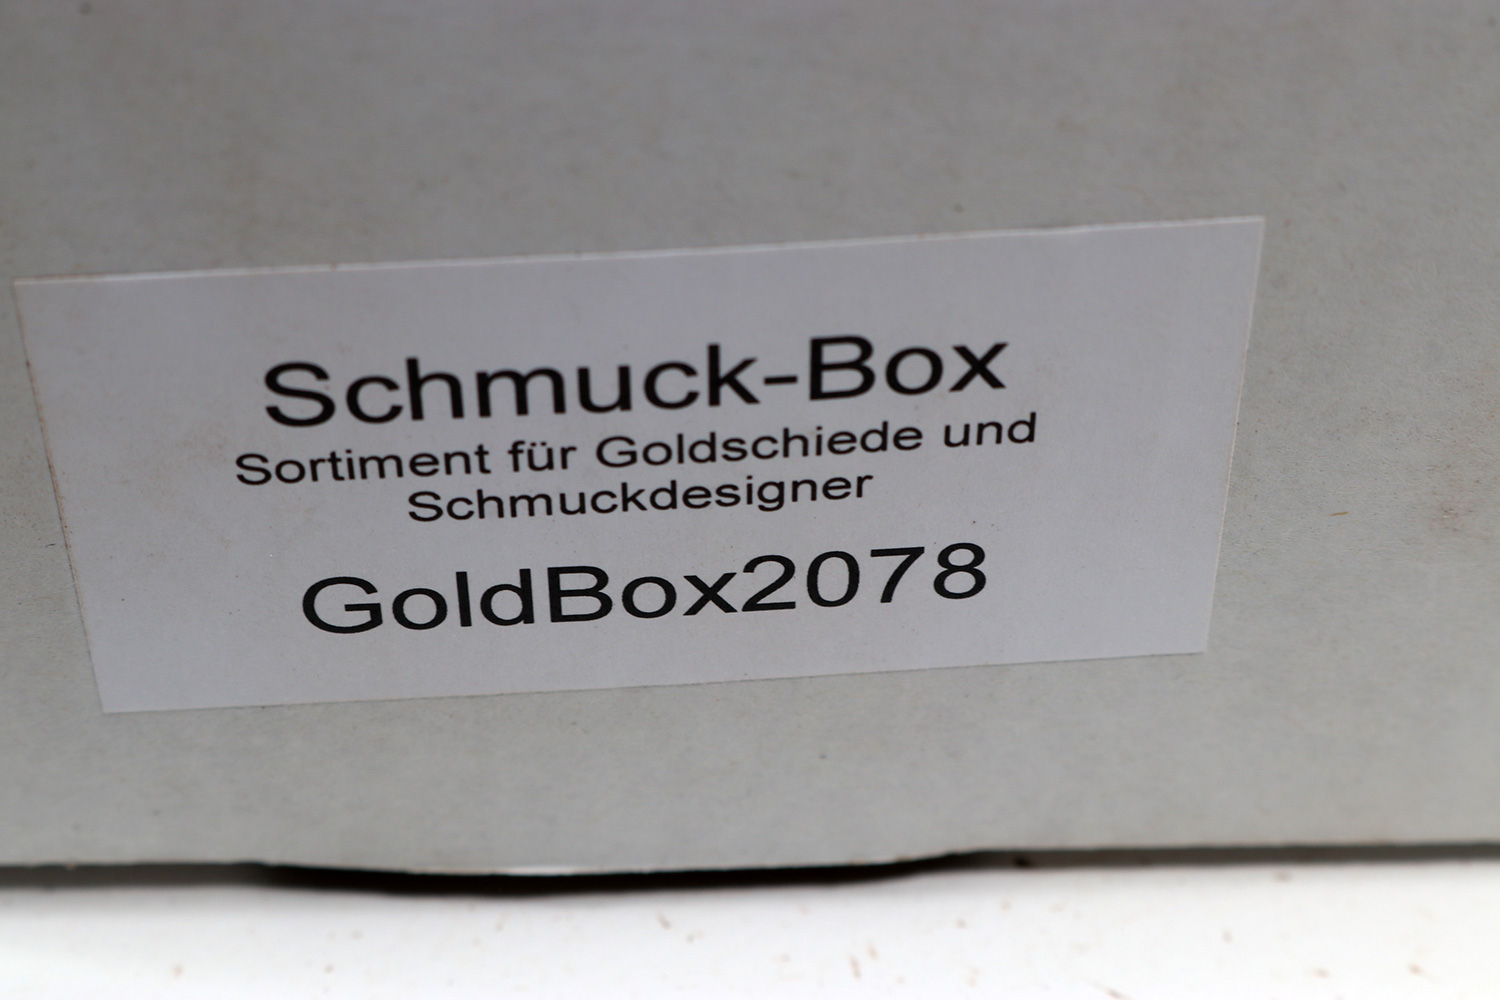 Schmuck-Box
Sortiment für Goldschiede und
Schmuckdesigner
GoldBox2078